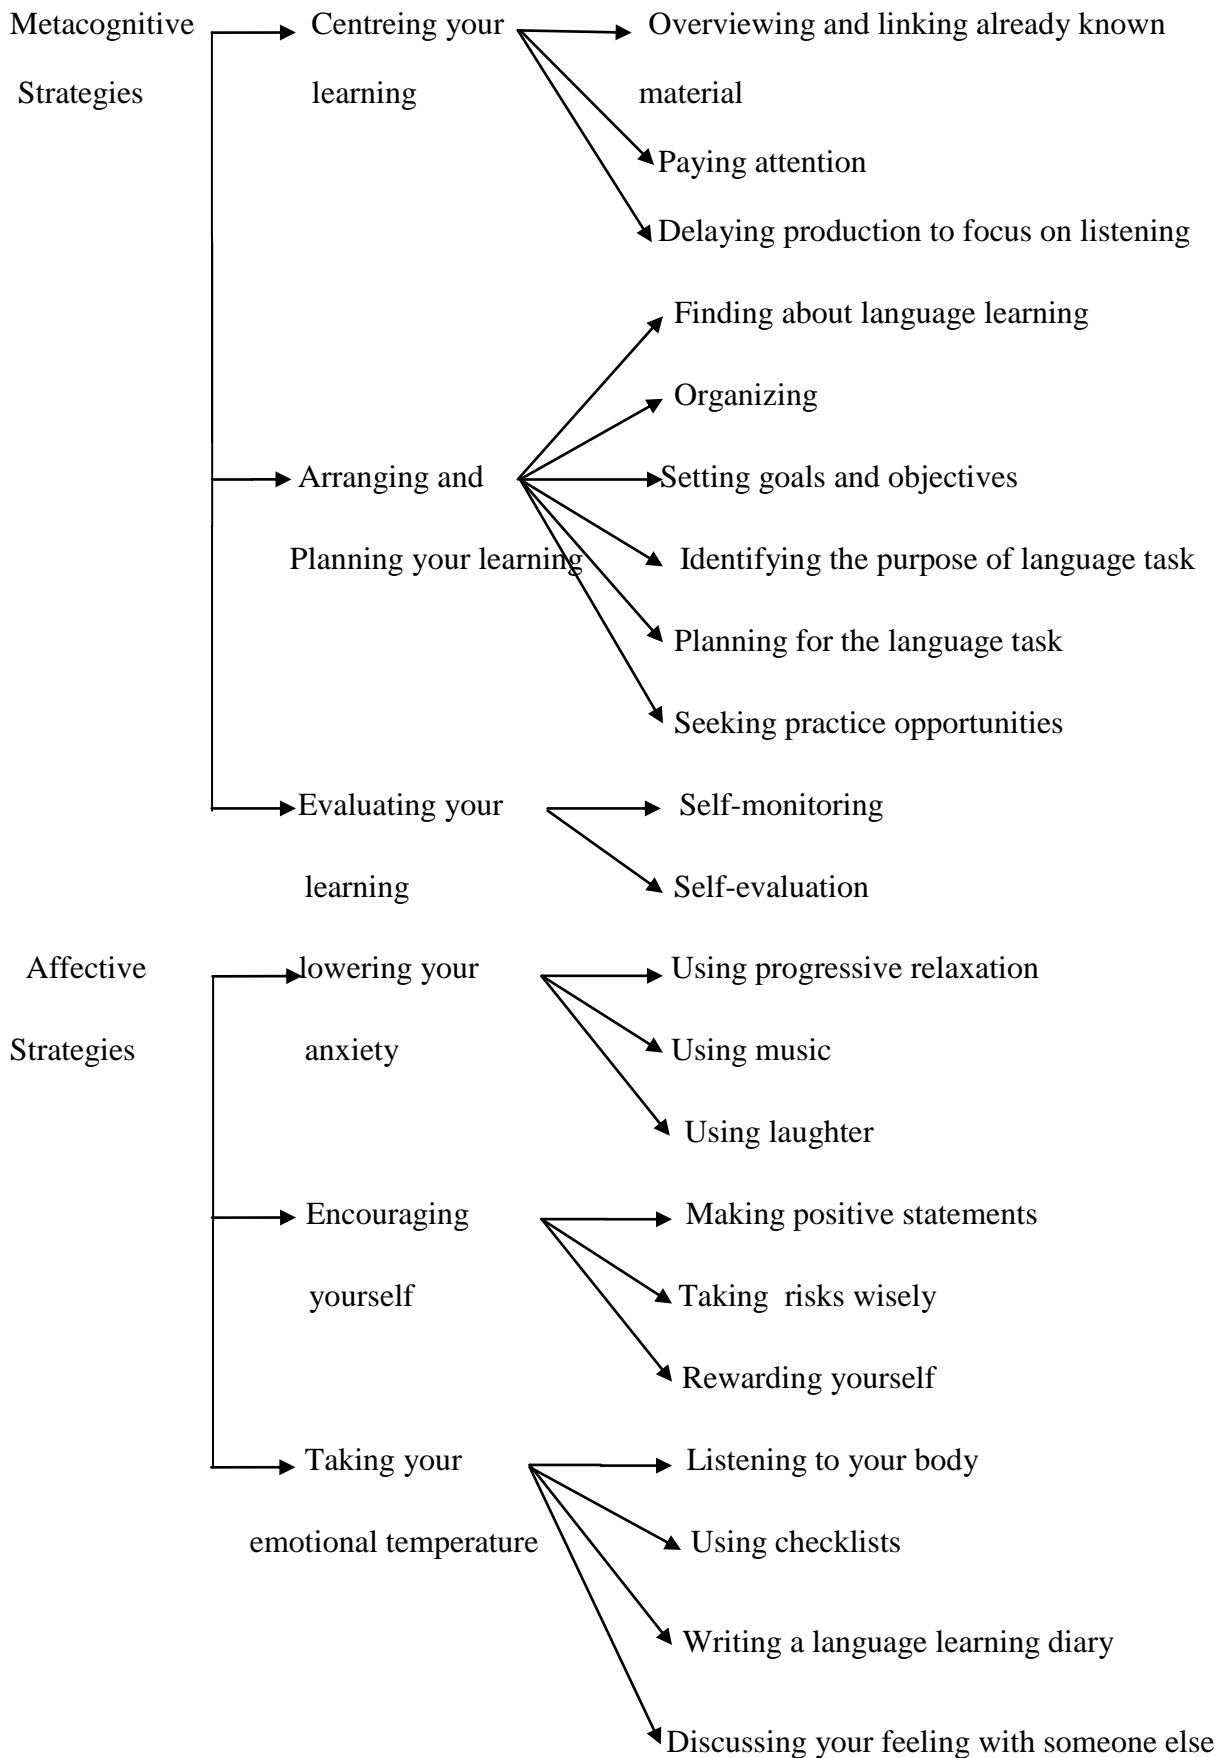 Metacognitive Centreing your Overviewing and linking already known
Strategies learning material
Paying attention
Delaying production to focus on listening
Finding about language learning
Organizing
Arranging and Setting goals and objectives
Planning your learning Identifying the purpose of language task
Planning for the language task
Seeking practice opportunities
Evaluating your Self-monitoring
learning Self-evaluation
Affective lowering your Using progressive relaxation
Strategies anxiety Using music
Using laughter
Encouraging Making positive statements
yourself Taking risks wisely
Rewarding yourself
Taking your Listening to your body
emotional temperature Using checklists
Writing a language learning diary
Discussing your feeling with someone else